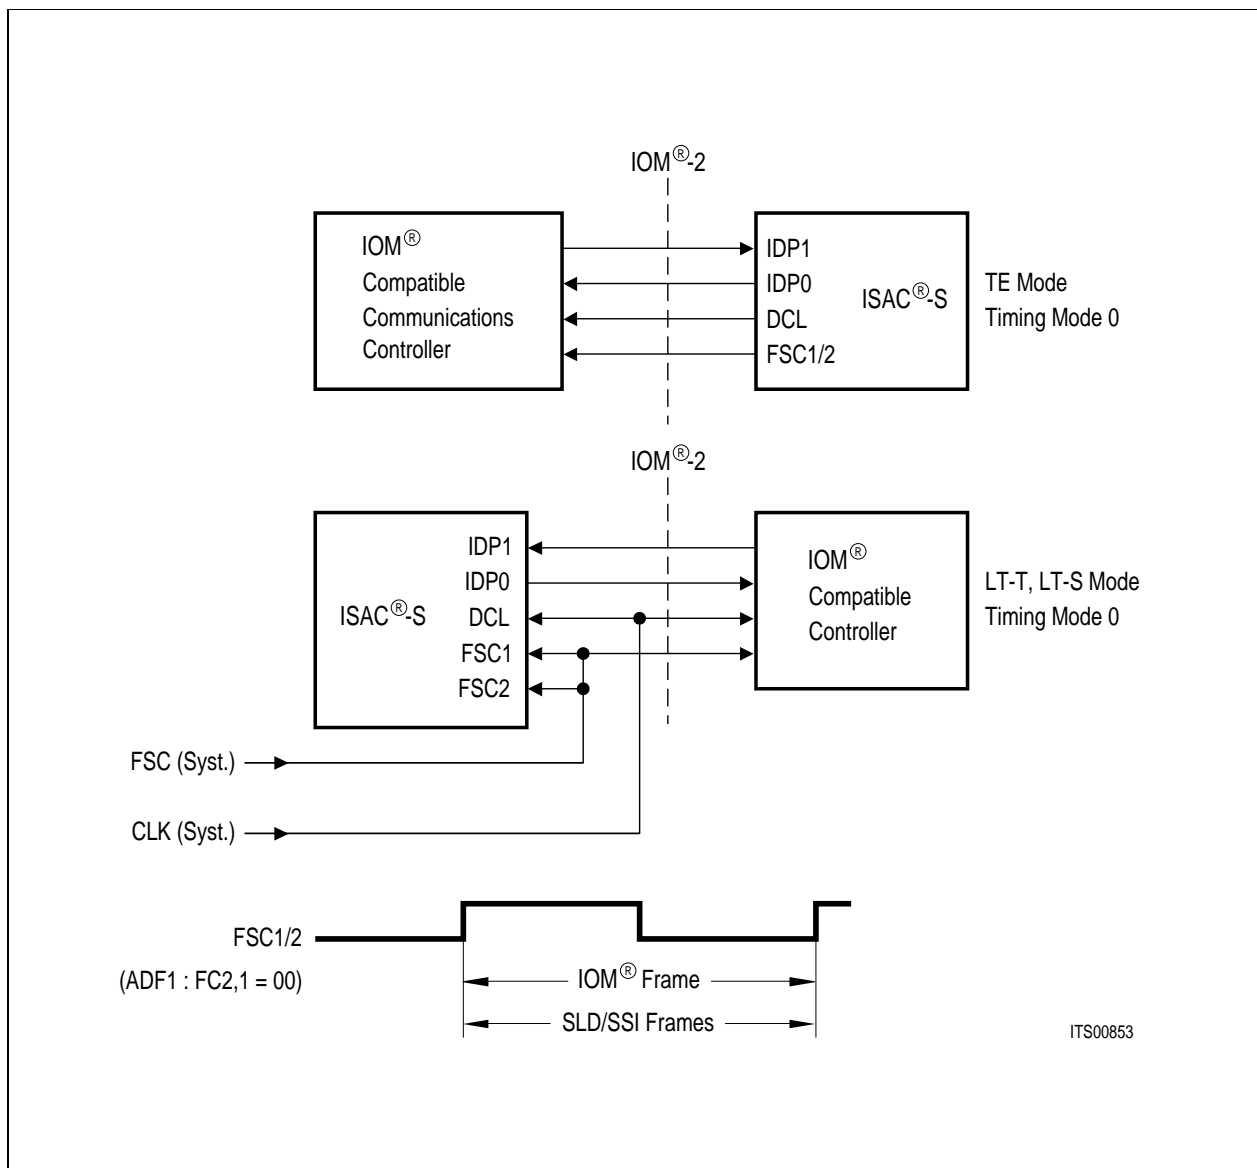 IOM®-2
IOM®
Compatible
Communications
Controller
IDP1
IDP0
DCL
FSC1/2
ISAC®-S
TE Mode
Timing Mode 0
IOM®-2
ISAC®-S
IDP1
IDP0
DCL
FSC1
FSC2
IOM®
Compatible
Controller
LT-T, LT-S Mode
Timing Mode 0
FSC (Syst.)
CLK (Syst.)
FSC1/2
(ADF1 : FC2,1 = 00)
IOM® Frame
SLD/SSI Frames
ITS00853